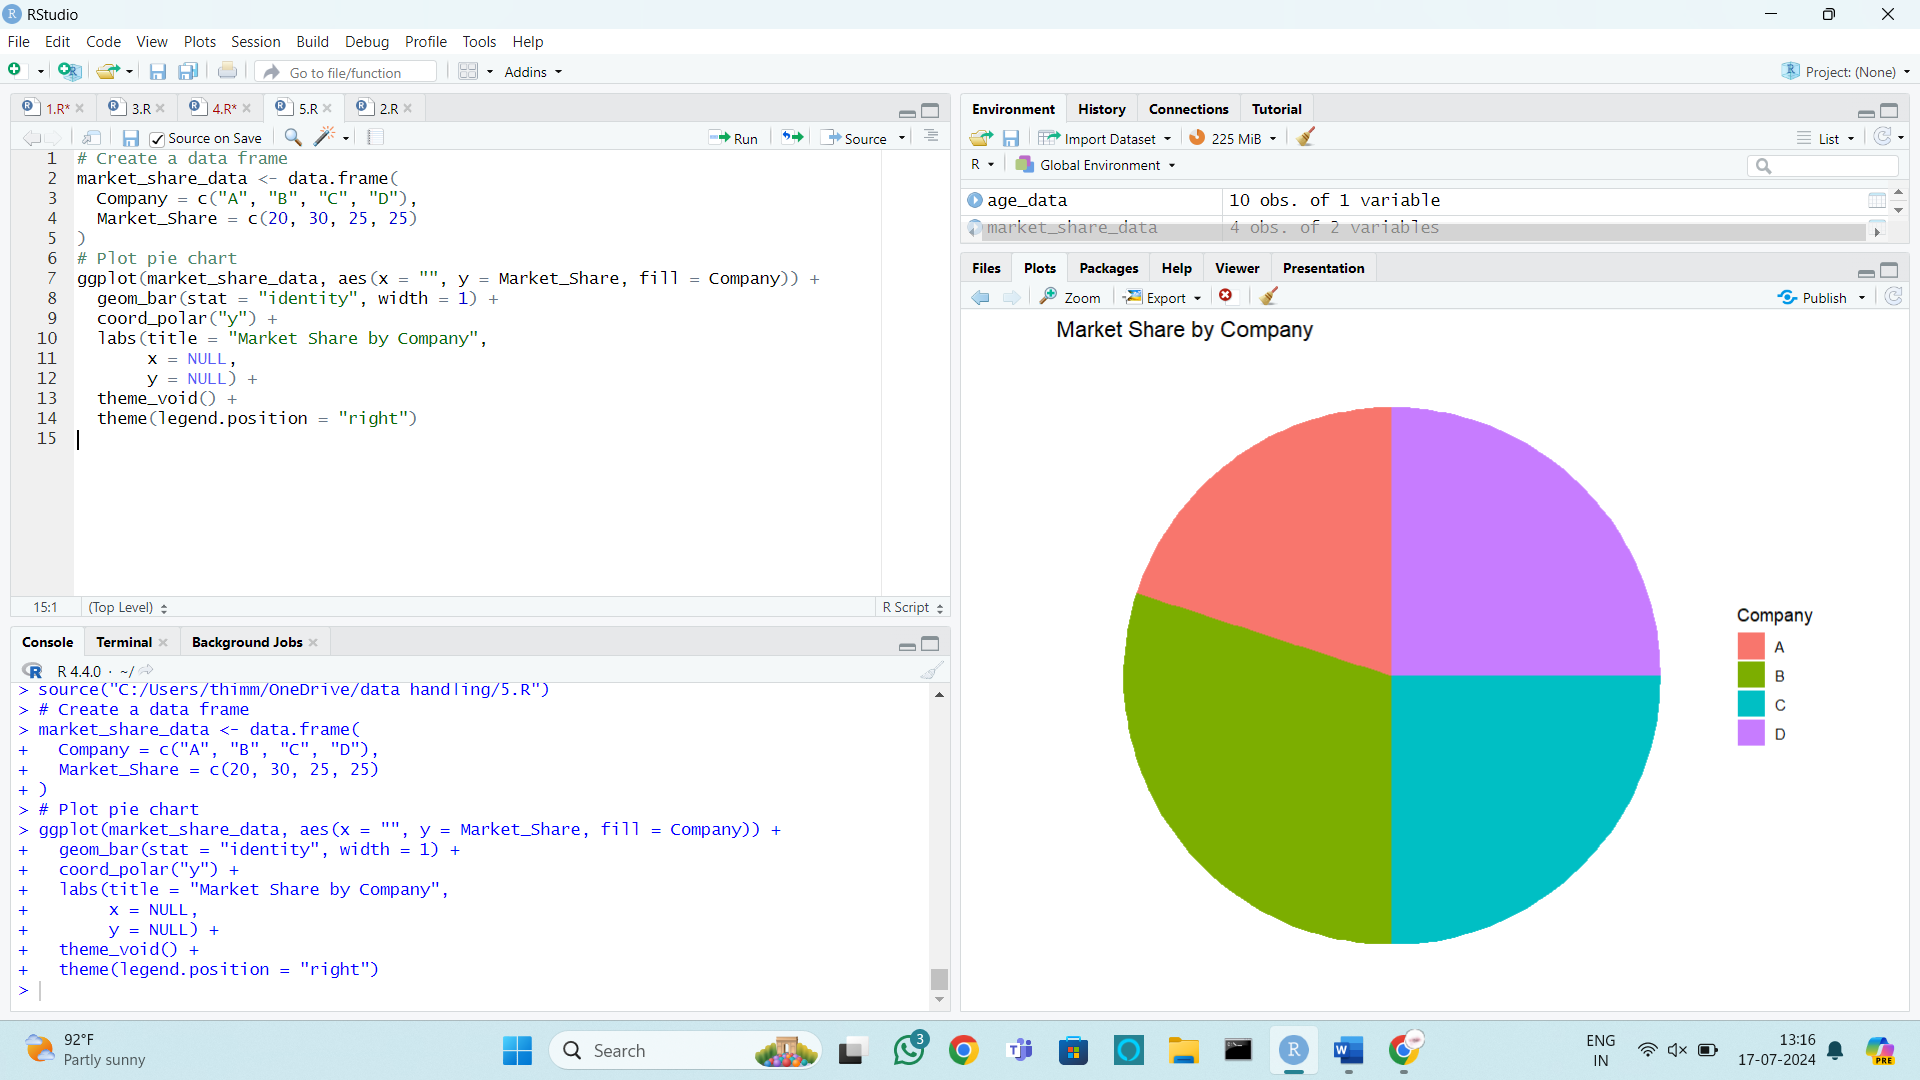 RStudio
File Edit Code View Plots Session Build Debug Profile Tools Help
Go to file/function Addins Project: (None)
1.R* 3.R 4.R* 5.R 2.R
Source on Save Run Source
1 # Create a data frame
2 market_share_data <- data.frame(
3 Company = c("A", "B", "C", "D"),
4 Market_Share = c(20, 30, 25, 25)
5 )
6 # Plot pie chart
7 ggplot(market_share_data, aes(x = "", y = Market_Share, fill = Company)) +
8 geom_bar(stat = "identity", width = 1) +
9 coord_polar("y") +
10 labs(title = "Market Share by Company",
11 x = NULL,
12 y = NULL) +
13 theme_void() +
14 theme(legend.position = "right")
15
15:1 (Top Level) R Script
Console Terminal Background Jobs
R 4.4.0 · ~/
> source("C:/Users/thimm/OneDrive/data handling/5.R")
> # Create a data frame
> market_share_data <- data.frame(
+ Company = c("A", "B", "C", "D"),
+ Market_Share = c(20, 30, 25, 25)
+ )
> # Plot pie chart
> ggplot(market_share_data, aes(x = "", y = Market_Share, fill = Company)) +
+ geom_bar(stat = "identity", width = 1) +
+ coord_polar("y") +
+ labs(title = "Market Share by Company",
+ x = NULL,
+ y = NULL) +
+ theme_void() +
+ theme(legend.position = "right")
>
Environment History Connections Tutorial
Import Dataset 225 MiB List
R Global Environment
age_data 10 obs. of 1 variable
market_share_data 4 obs. of 2 variables
Files Plots Packages Help Viewer Presentation
Zoom Export Publish
Market Share by Company
Company
A
B
C
D
92°F
Partly sunny
Search
3
ENG
IN
13:16
17-07-2024
PRE